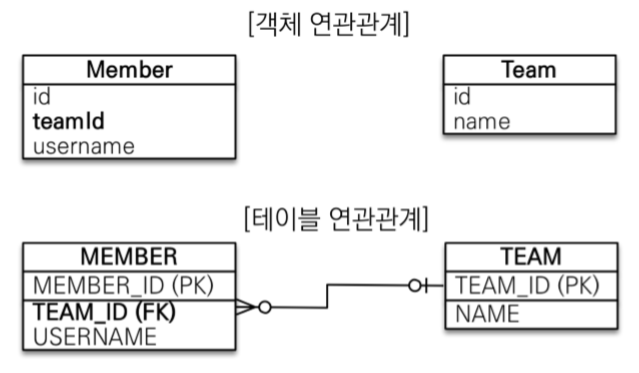 [객체 연관관계]
Member
id
teamId
username
Team
id
name
[테이블 연관관계]
MEMBER
MEMBER_ID (PK)
TEAM_ID (FK)
USERNAME
TEAM
TEAM_ID (PK)
NAME